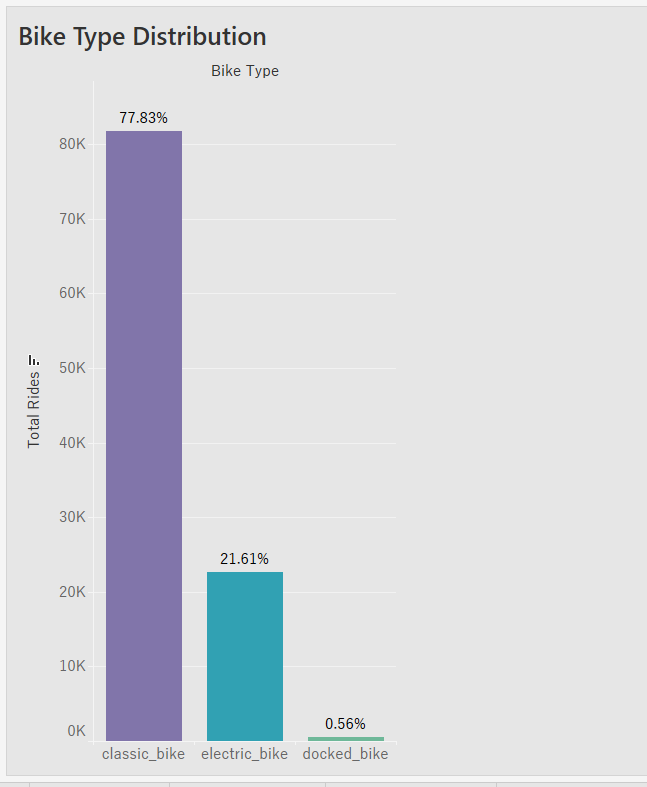 Bike Type Distribution
Bike Type
77.83%
80K
70K
60K
50K
Total Rides
40K
30K
21.61%
20K
10K
0.56%
0K
classic_bike electric_bike docked_bike